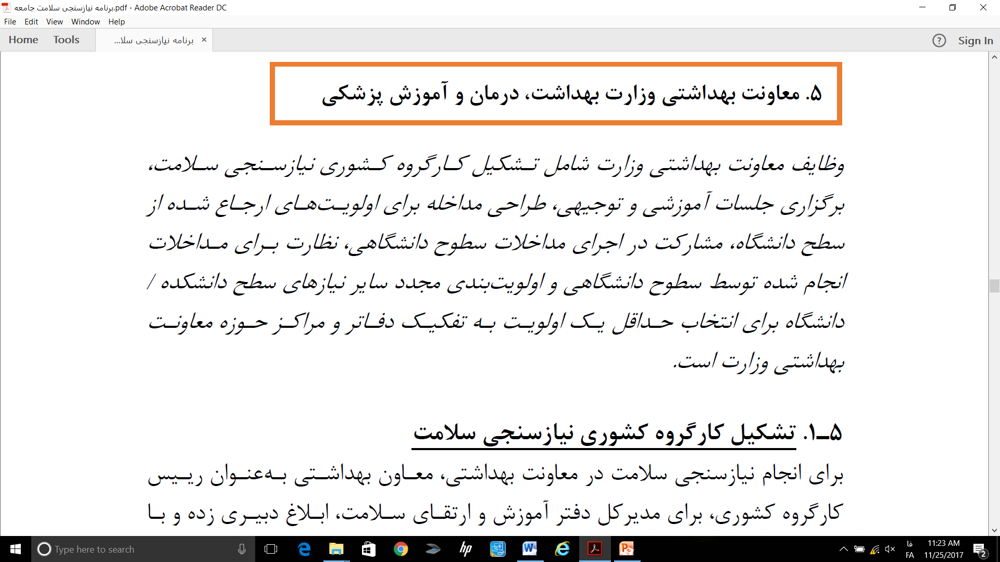 برنامه نیازسنجی سلامت جامعه.pdf - Adobe Acrobat Reader DC
File Edit View Window Help
Home Tools برنامه نیازسنجی سلا... × ? Sign In
۵. معاونت بهداشتی وزارت بهداشت، درمان و آموزش پزشکی
وظایف معاونت بهداشتی وزارت شامل تشکیل کارگروه کشوری نیازسنجی سلامت،
برگزاری جلسات آموزشی و توجیهی، طراحی مداخله برای اولویت‌های ارجاع شده از
سطح دانشگاه، مشارکت در اجرای مداخلات سطوح دانشگاهی، نظارت برای مداخلات
انجام شده توسط سطوح دانشگاهی و اولویت‌بندی مجدد سایر نیازهای سطح دانشکده /
دانشگاه برای انتخاب حداقل یک اولویت به تفکیک دفاتر و مراکز حوزه معاونت
بهداشتی وزارت است.
۵ـ۱. تشکیل کارگروه کشوری نیازسنجی سلامت
برای انجام نیازسنجی سلامت در معاونت بهداشتی، معاون بهداشتی به‌عنوان رییس
کارگروه کشوری، برای مدیرکل دفتر آموزش و ارتقای سلامت، ابلاغ دبیری زده و با
Type here to search
فا 11:23 AM
FA 11/25/2017 2